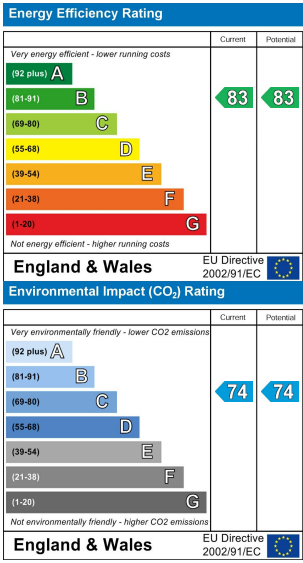 Energy Efficiency Rating
Current Potential
Very energy efficient - lower running costs
(92 plus) A
(81-91) B
83 83
(69-80) C
(55-68) D
(39-54) E
(21-38) F
(1-20) G
Not energy efficient - higher running costs
England & Wales
EU Directive
2002/91/EC
Environmental Impact (CO₂) Rating
Current Potential
Very environmentally friendly - lower CO2 emissions
(92 plus) A
(81-91) B
(69-80) C
74 74
(55-68) D
(39-54) E
(21-38) F
(1-20) G
Not environmentally friendly - higher CO2 emissions
England & Wales
EU Directive
2002/91/EC